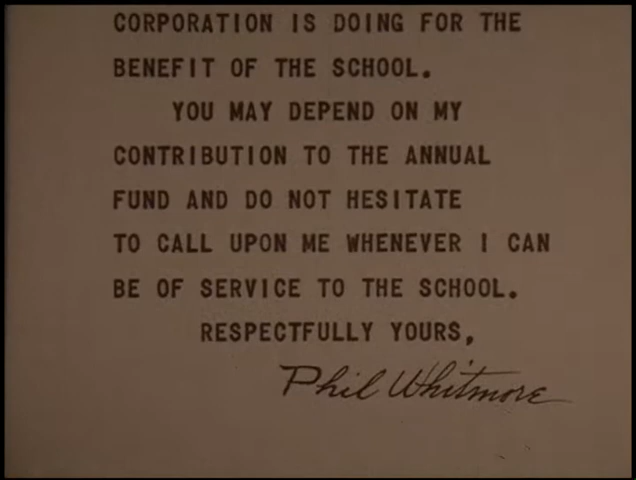 CORPORATION IS DOING FOR THE
BENEFIT OF THE SCHOOL.
YOU MAY DEPEND ON MY
CONTRIBUTION TO THE ANNUAL
FUND AND DO NOT HESITATE
TO CALL UPON ME WHENEVER I CAN
BE OF SERVICE TO THE SCHOOL.
RESPECTFULLY YOURS,
Phil Whitmore